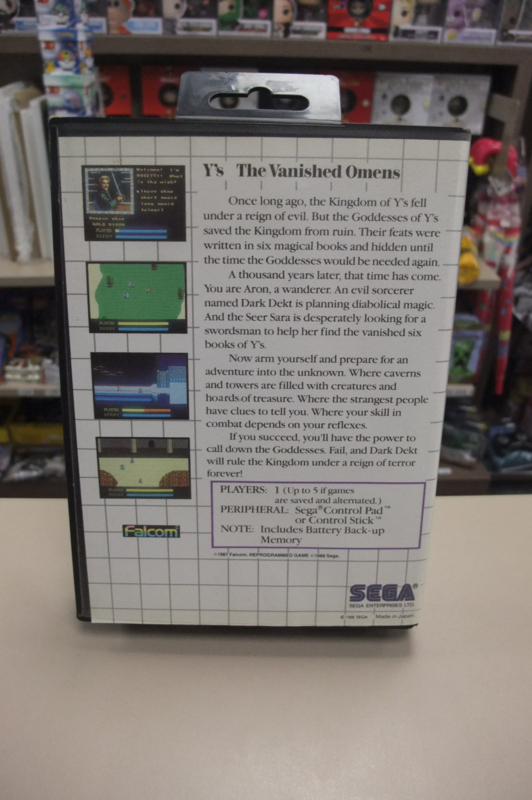 Y's The Vanished Omens
Once long ago, the Kingdom of Y's fell
under a reign of evil. But the Goddesses of Y's
saved the Kingdom from ruin. Their feats were
written in six magical books and hidden until
the time the Goddesses would be needed again.
A thousand years later, that time has come.
You are Aron, a wanderer. An evil sorcerer
named Dark Dekt is planning diabolical magic.
And the Seer Sara is desperately looking for a
swordsman to help her find the vanished six
books of Y's.
Now arm yourself and prepare for an
adventure into the unknown. Where caverns
and towers are filled with creatures and
hoards of treasure. Where the strangest people
have clues to tell you. Where your skill in
combat depends on your reflexes.
If you succeed, you'll have the power to
call down the Goddesses. Fail, and Dark Dekt
will rule the Kingdom under a reign of terror
forever!
PLAYERS: 1 (Up to 5 if games
are saved and alternated.)
PERIPHERAL: Sega® Control Pad™
or Control Stick™
NOTE: Includes Battery Back-up
Memory
©1987 Falcom, REPROGRAMMED GAME ©1988 Sega.
Falcom
SEGA®
SEGA ENTERPRISES LTD.
©1988 SEGA Made in Japan